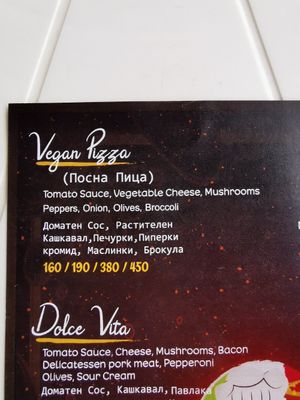 Vegan Pizza
(Посна Пица)
Tomato Sauce, Vegetable Cheese, Mushrooms
Peppers, Onion, Olives, Broccoli
Доматен Сос, Растителен
Кашкавал,Печурки,Пиперки
кромид, Маслинки, Брокула
160 / 190 / 380 / 450
Dolce Vita
Tomato Sauce, Cheese, Mushrooms, Bacon
Delicatessen pork meat, Pepperoni
Olives, Sour Cream
Доматен Сос, Кашкавал, Павлака